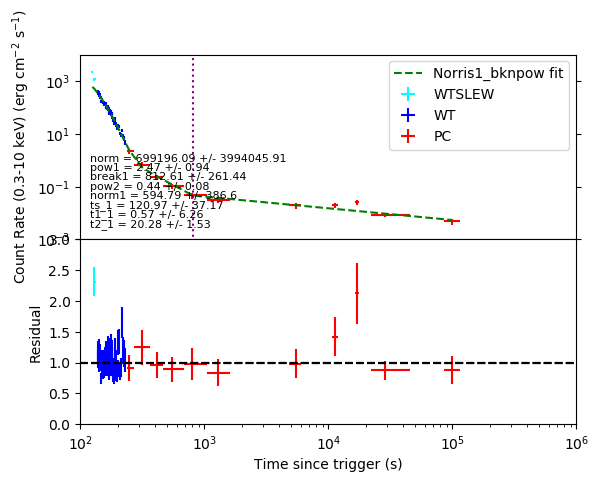 Count Rate (0.3-10 keV) (erg cm⁻² s⁻¹)
10³
10¹
10⁻¹
10⁻³
Norris1_bknpow fit
WTSLEW
WT
PC
norm = 699196.09 +/- 3994045.91
pow1 = 2.47 +/- 0.94
break1 = 812.61 +/- 261.44
pow2 = 0.44 +/- 0.08
norm1 = 594.79 +/- 386.6
ts_1 = 120.97 +/- 37.17
t1_1 = 0.57 +/- 6.26
t2_1 = 20.28 +/- 1.53
Residual
3.0
2.5
2.0
1.5
1.0
0.5
0.0
10² 10³ 10⁴ 10⁵ 10⁶
Time since trigger (s)